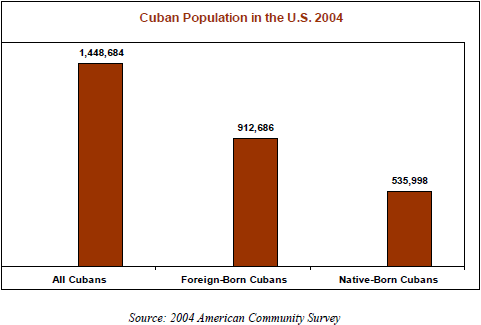 Cuban Population in the U.S. 2004
1,448,684
912,686
535,998
All Cubans
Foreign-Born Cubans
Native-Born Cubans
Source: 2004 American Community Survey